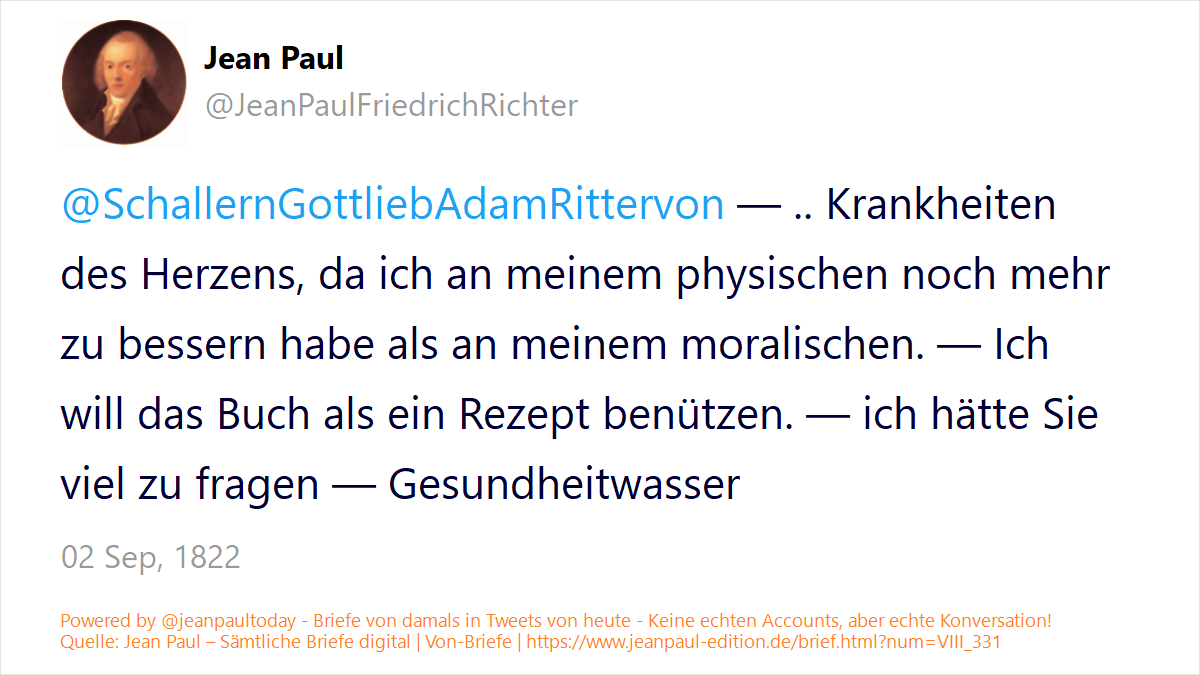 Jean Paul
@JeanPaulFriedrichRichter
@SchallernGottliebAdamRittervon — .. Krankheiten
des Herzens, da ich an meinem physischen noch mehr
zu bessern habe als an meinem moralischen. — Ich
will das Buch als ein Rezept benützen. — ich hätte Sie
viel zu fragen — Gesundheitwasser
02 Sep, 1822
Powered by @jeanpaultoday - Briefe von damals in Tweets von heute - Keine echten Accounts, aber echte Konversation!
Quelle: Jean Paul – Sämtliche Briefe digital | Von-Briefe | https://www.jeanpaul-edition.de/brief.html?num=VIII_331